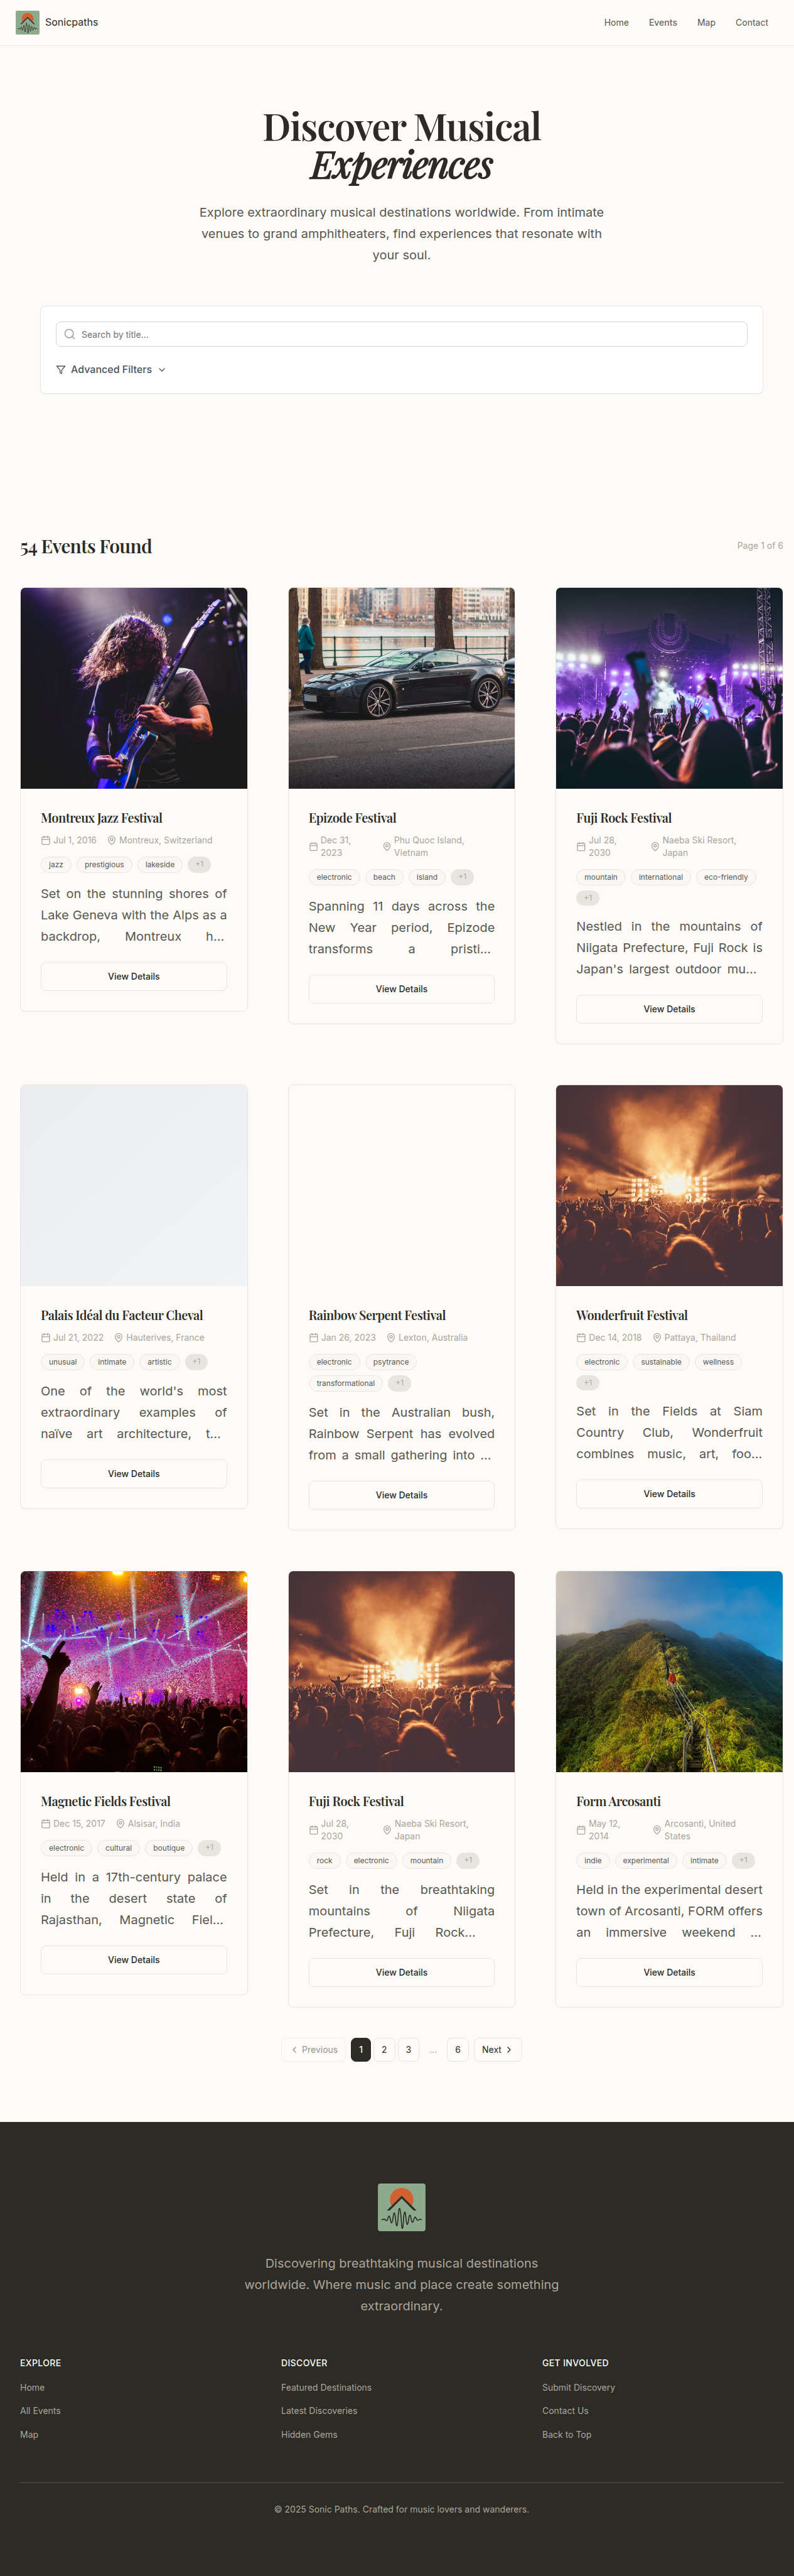 Sonicpaths
Home
Events
Map
Contact
Discover Musical
Experiences
Explore extraordinary musical destinations worldwide. From intimate
venues to grand amphitheaters, find experiences that resonate with
your soul.
Search by title...
Advanced Filters
54 Events Found
Page 1 of 6
Montreux Jazz Festival
Jul 1, 2016
Montreux, Switzerland
jazz
prestigious
lakeside
+1
Set on the stunning shores of
Lake Geneva with the Alps as a
backdrop, Montreux h...
View Details
Epizode Festival
Dec 31,
2023
Phu Quoc Island,
Vietnam
electronic
beach
island
+1
Spanning 11 days across the
New Year period, Epizode
transforms a pristi...
View Details
Fuji Rock Festival
Jul 28,
2030
Naeba Ski Resort,
Japan
mountain
international
eco-friendly
+1
Nestled in the mountains of
Niigata Prefecture, Fuji Rock is
Japan's largest outdoor mu...
View Details
Palais Idéal du Facteur Cheval
Jul 21, 2022
Hauterives, France
unusual
intimate
artistic
+1
One of the world's most
extraordinary examples of
naïve art architecture, t...
View Details
Rainbow Serpent Festival
Jan 26, 2023
Lexton, Australia
electronic
psytrance
transformational
+1
Set in the Australian bush,
Rainbow Serpent has evolved
from a small gathering into ...
View Details
Wonderfruit Festival
Dec 14, 2018
Pattaya, Thailand
electronic
sustainable
wellness
+1
Set in the Fields at Siam
Country Club, Wonderfruit
combines music, art, foo...
View Details
Magnetic Fields Festival
Dec 15, 2017
Alsisar, India
electronic
cultural
boutique
+1
Held in a 17th-century palace
in the desert state of
Rajasthan, Magnetic Fiel...
View Details
Fuji Rock Festival
Jul 28,
2030
Naeba Ski Resort,
Japan
rock
electronic
mountain
+1
Set in the breathtaking
mountains of Niigata
Prefecture, Fuji Rock...
View Details
Form Arcosanti
May 12,
2014
Arcosanti, United
States
indie
experimental
intimate
+1
Held in the experimental desert
town of Arcosanti, FORM offers
an immersive weekend ...
View Details
Previous
1
2
3
...
6
Next
Discovering breathtaking musical destinations
worldwide. Where music and place create something
extraordinary.
EXPLORE
Home
All Events
Map
DISCOVER
Featured Destinations
Latest Discoveries
Hidden Gems
GET INVOLVED
Submit Discovery
Contact Us
Back to Top
© 2025 Sonic Paths. Crafted for music lovers and wanderers.